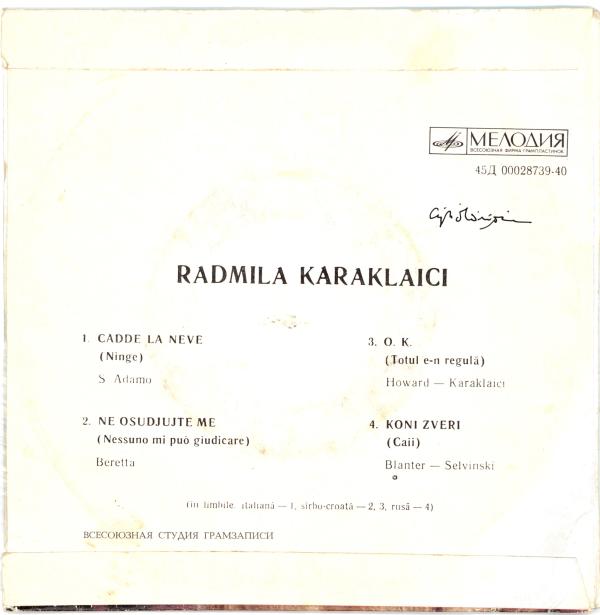 МЕЛОДИЯ
ВСЕСОЮЗНАЯ ФИРМА ГРАМПЛАСТИНОК
45Д 00028739-40
RADMILA KARAKLAICI
1. CADDE LA NEVE
(Ninge)
S. Adamo
2. NE OSUDJUJTE ME
(Nessuno mi può giudicare)
Beretta
3. O. K.
(Totul e-n regulă)
Howard — Karaklaici
4. KONI ZVERI
(Caii)
Blanter — Selvinski
(în limbile: italiană — 1, sîrbo-croată — 2, 3, rusă — 4)
ВСЕСОЮЗНАЯ СТУДИЯ ГРАМЗАПИСИ